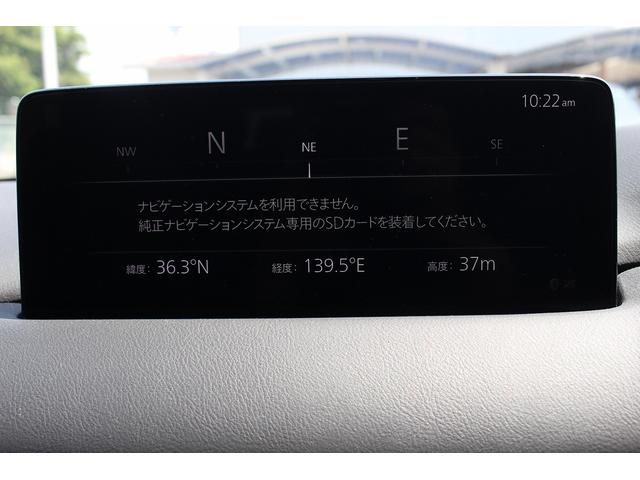 10:22 am
NW N NE E SE
ナビゲーションシステムを利用できません。
純正ナビゲーションシステム専用のSDカードを装着してください。
緯度: 36.3°N 経度: 139.5°E 高度: 37m